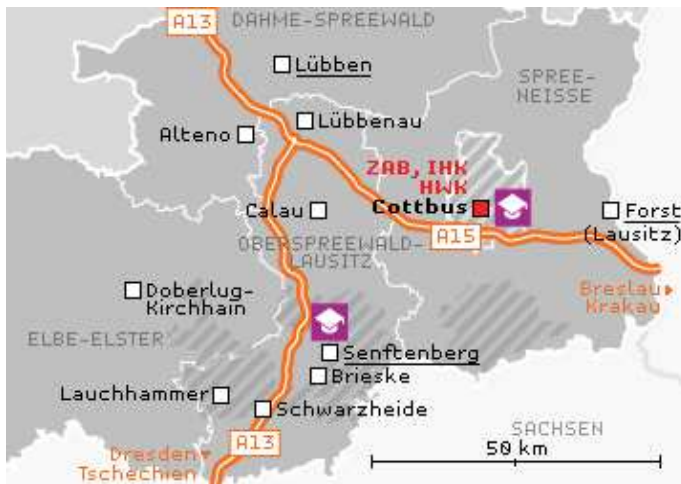 A13
DAHME-SPREEWALD
Lübben
SPREE-
NEISSE
Lübbenau
Alteno
ZAB, IHK
HWK
Cottbus
Calau
Forst
(Lausitz)
A15
OBERSPREEWALD-
LAUSITZ
Doberlug-
Kirchhain
Breslau
Krakau
ELBE-ELSTER
Senftenberg
Brieske
Lauchhammer
Schwarzheide
SACHSEN
A13
50 km
Dresden
Tschechien